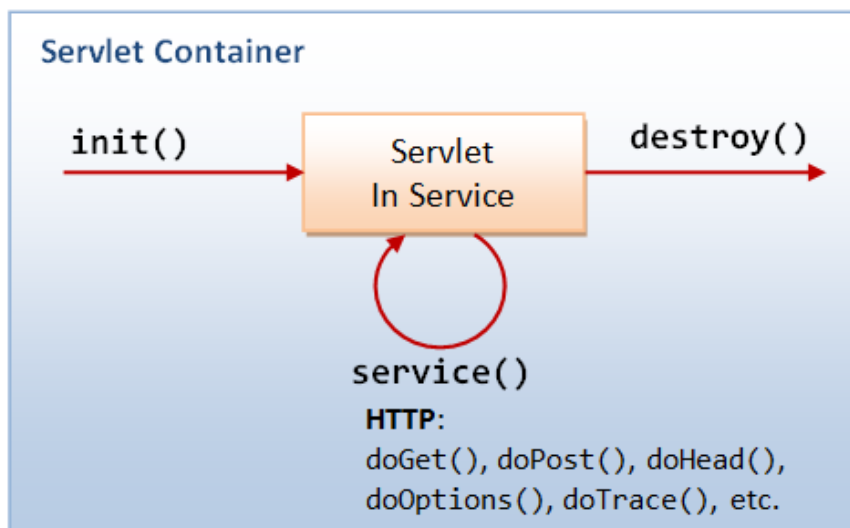 Servlet Container
init()
Servlet
In Service
destroy()
service()
HTTP:
doGet(), doPost(), doHead(),
doOptions(), doTrace(), etc.